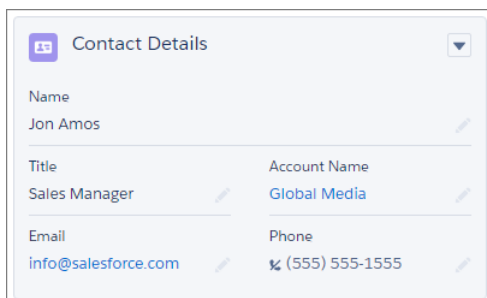 Contact Details
Name
Jon Amos
Title
Account Name
Sales Manager
Global Media
Email
Phone
info@salesforce.com
(555) 555-1555